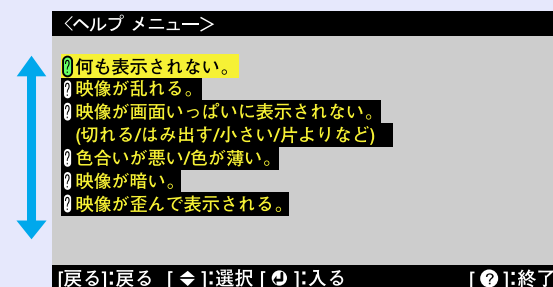 <ヘルプ メニュー>
?何も表示されない。
?映像が乱れる。
?映像が画面いっぱいに表示されない。
(切れる/はみ出す/小さい/片よりなど)
?色合いが悪い/色が薄い。
?映像が暗い。
?映像が歪んで表示される。
[戻る]:戻る [ ]:選択 [ ]:入る [ ? ]:終了